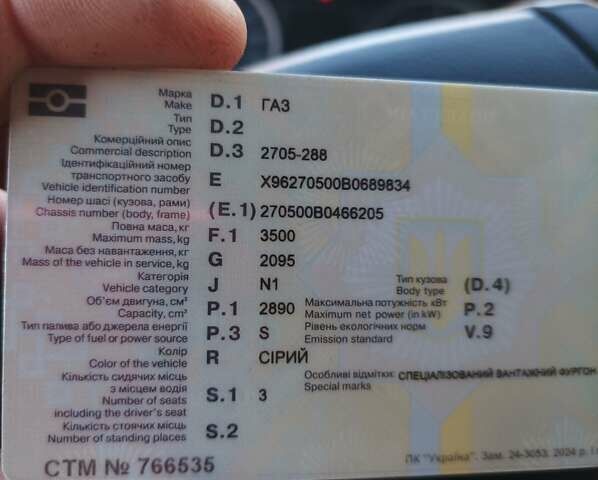 Марка
Make D.1 ГАЗ
Тип
Type D.2
Комерційний опис
Commercial description D.3 2705-288
Ідентифікаційний номер
транспортного засобу
Vehicle identification number E X96270500B0689834
Номер шасі (кузова, рами)
Chassis number (body, frame) (E.1) 270500B0466205
Повна маса, кг
Maximum mass, kg F.1 3500
Маса без навантаження, кг
Mass of the vehicle in service, kg G 2095
Категорія
Vehicle category J N1
Тип кузова
Body type (D.4)
Об'єм двигуна, см³
Capacity, cm³ P.1 2890
Максимальна потужність кВт
Maximum net power (in kW) P.2
Тип палива або джерела енергії
Type of fuel or power source P.3 S
Рівень екологічних норм
Emission standard V.9
Колір
Color of the vehicle R СІРИЙ
Особливі відмітки: СПЕЦІАЛІЗОВАНИЙ ВАНТАЖНИЙ ФУРГОН
Special marks
Кількість сидячих місць
з місцем водія
Number of seats
including the driver's seat S.1 3
Кількість стоячих місць
Number of standing places S.2
СТМ № 766535
ПК "Україна". Зам. 24-3053. 2024 р. І